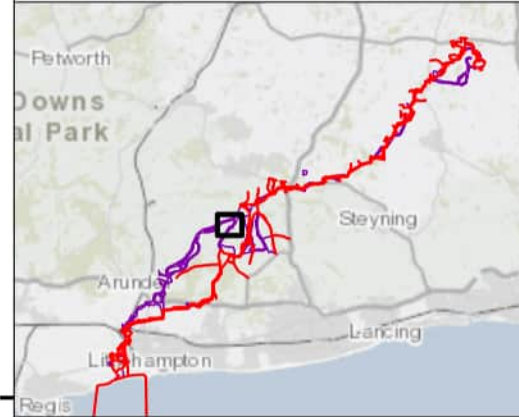 Petworth
Downs
al Park
Steyning
Arundel
Lancing
Littlehampton
Regis